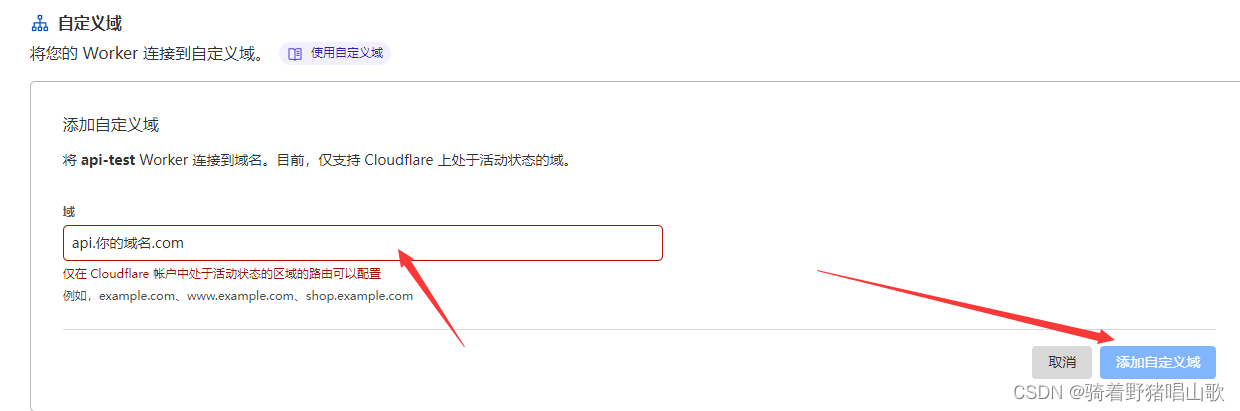 自定义域
将您的 Worker 连接到自定义域。 使用自定义域
添加自定义域
将 api-test Worker 连接到域名。目前，仅支持 Cloudflare 上处于活动状态的域。
域
api.你的域名.com
仅在 Cloudflare 帐户中处于活动状态的区域的路由可以配置
例如，example.com、www.example.com、shop.example.com
取消 添加自定义域
CSDN @骑着野猪唱山歌